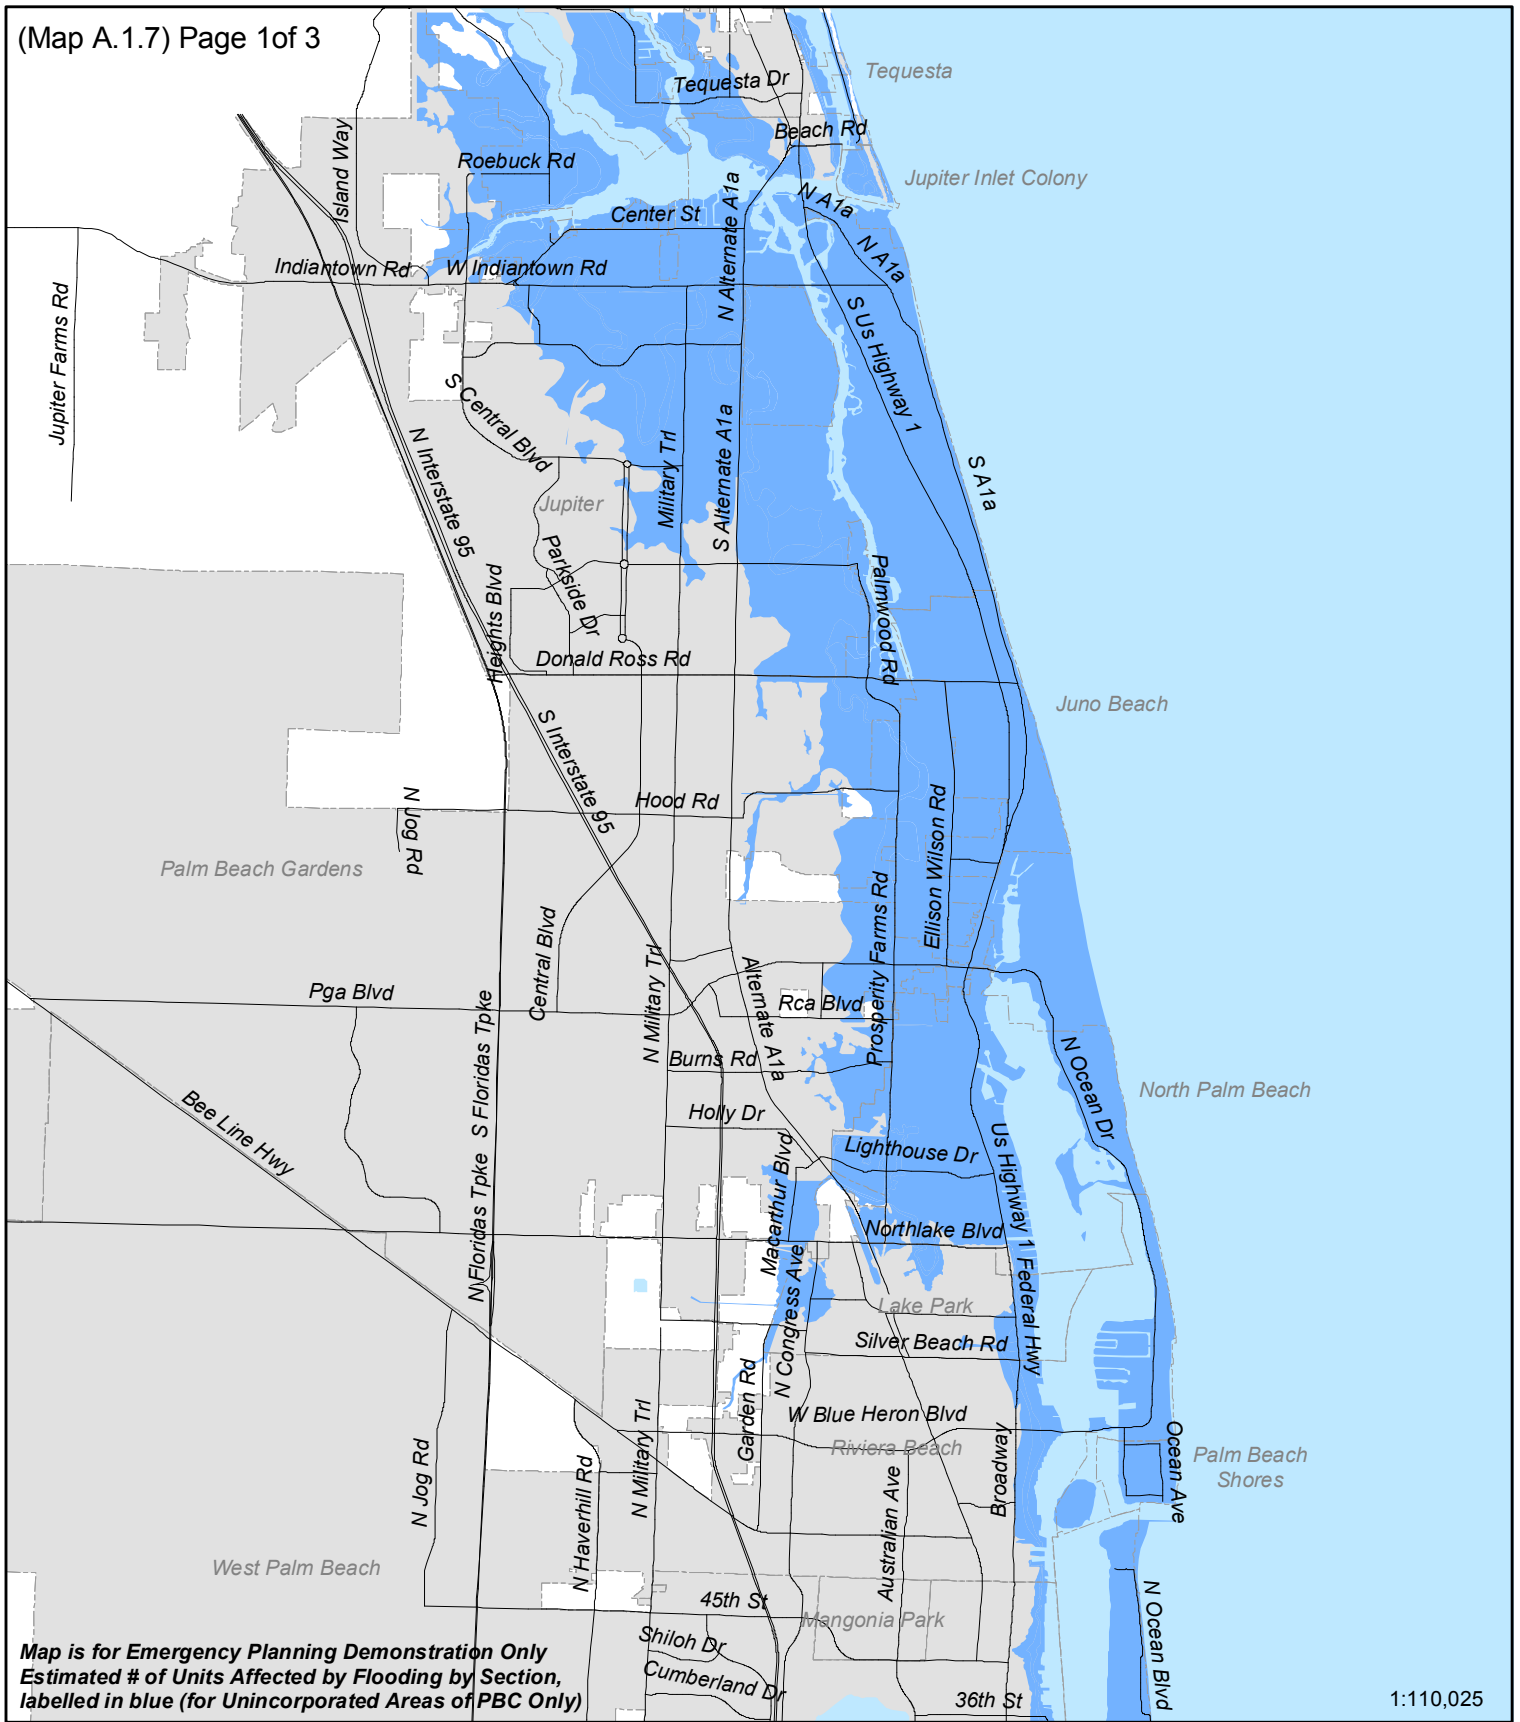 (Map A.1.7) Page 1of 3
Tequesta
Tequesta Dr
Beach Rd
Island Way
Roebuck Rd
Jupiter Inlet Colony
N A1a
Center St
N Alternate A1a
N A1a
Indiantown Rd
W Indiantown Rd
Jupiter Farms Rd
S Us Highway 1
S Central Blvd
N Interstate 95
Military Trl
S Alternate A1a
S A1a
Jupiter
Parkside Dr
Palmwood Rd
Heights Blvd
Donald Ross Rd
Juno Beach
S Interstate 95
N Jog Rd
Hood Rd
Ellison Wilson Rd
Palm Beach Gardens
Prosperity Farms Rd
Central Blvd
N Military Trl
Alternate A1a
Pga Blvd
Rca Blvd
S Floridas Tpke
Burns Rd
N Ocean Dr
North Palm Beach
Bee Line Hwy
Holly Dr
Lighthouse Dr
Macarthur Blvd
Us Highway 1
N Floridas Tpke
Northlake Blvd
N Congress Ave
Federal Hwy
Lake Park
Silver Beach Rd
Garden Rd
W Blue Heron Blvd
N Jog Rd
N Military Trl
Riviera Beach
Broadway
Ocean Ave
Palm Beach
Shores
N Haverhill Rd
Australian Ave
West Palm Beach
45th St
Mangonia Park
N Ocean Blvd
Shiloh Dr
Cumberland Dr
36th St
Map is for Emergency Planning Demonstration Only
Estimated # of Units Affected by Flooding by Section,
labelled in blue (for Unincorporated Areas of PBC Only)
1:110,025